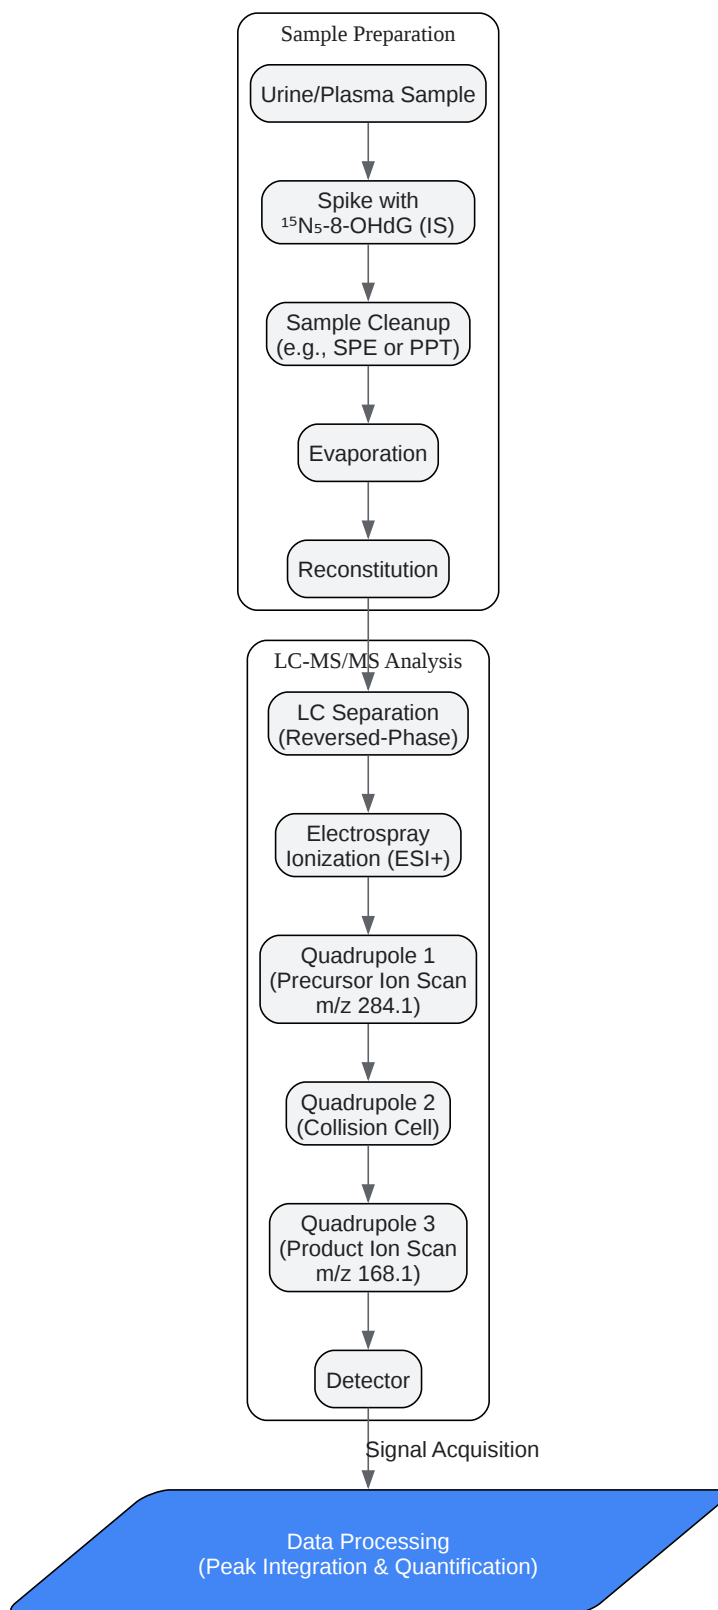 Sample Preparation
Urine/Plasma Sample
Spike with
¹⁵N₅-8-OHdG (IS)
Sample Cleanup
(e.g., SPE or PPT)
Evaporation
Reconstitution
LC-MS/MS Analysis
LC Separation
(Reversed-Phase)
Electrospray
Ionization (ESI+)
Quadrupole 1
(Precursor Ion Scan
m/z 284.1)
Quadrupole 2
(Collision Cell)
Quadrupole 3
(Product Ion Scan
m/z 168.1)
Detector
Signal Acquisition
Data Processing
(Peak Integration & Quantification)